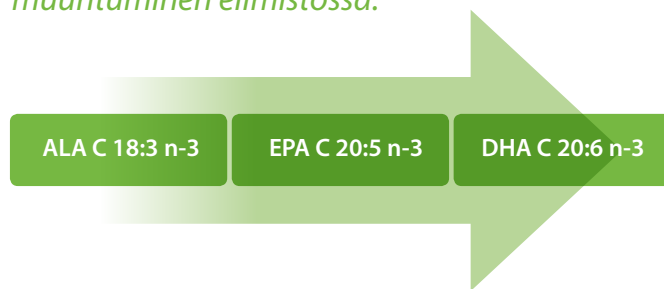 muuntuminen elimistössä.
ALA C 18:3 n-3
EPA C 20:5 n-3
DHA C 20:6 n-3